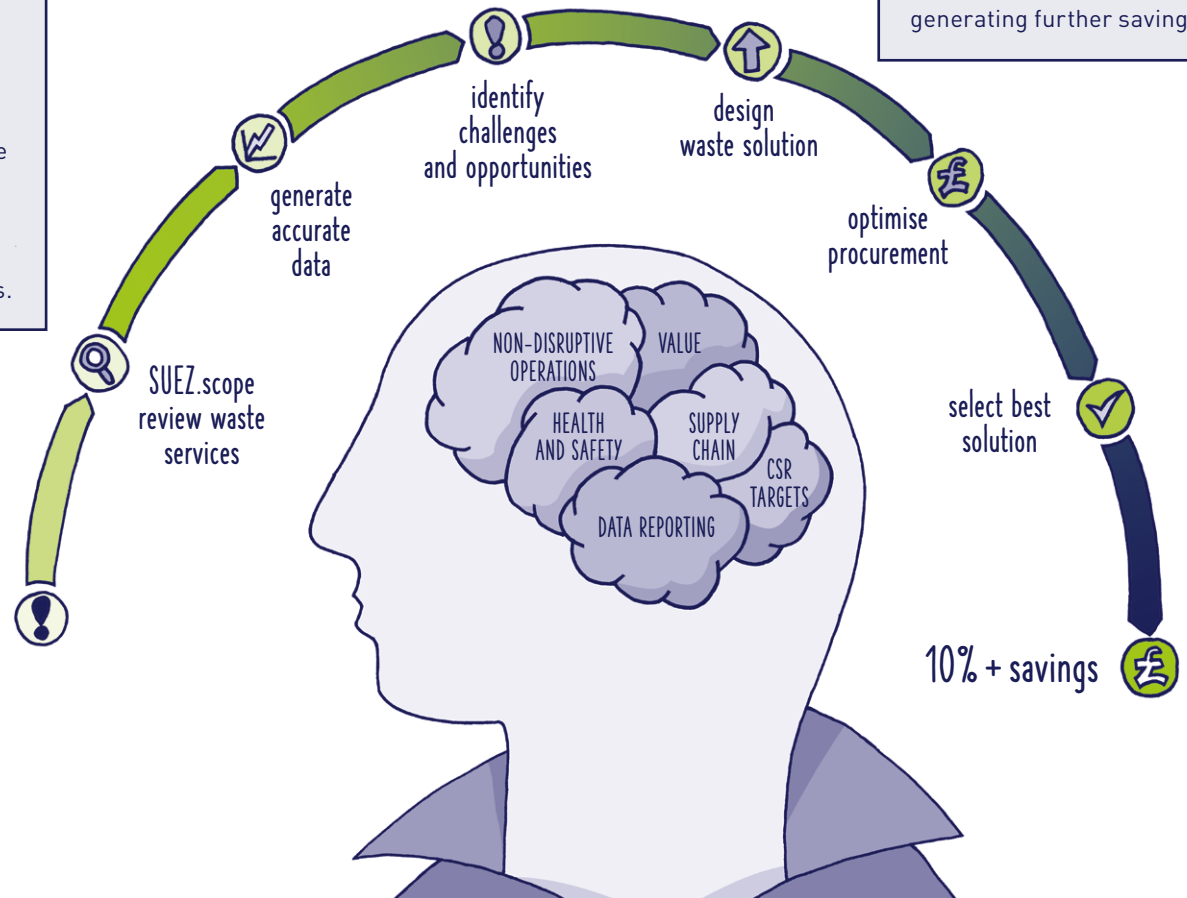 generating further saving
e
s.
identify
challenges
and opportunities
design
waste solution
generate
accurate
data
optimise
procurement
SUEZ.scope
review waste
services
select best
solution
10% + savings
NON-DISRUPTIVE
OPERATIONS
VALUE
HEALTH
AND SAFETY
SUPPLY
CHAIN
CSR
TARGETS
DATA REPORTING
£
£